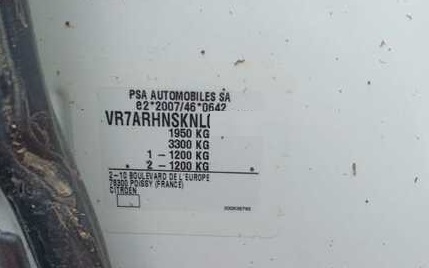 PSA AUTOMOBILES SA
e2*2007/46*0642
VR7ARHNSKNL
1950 KG
3300 KG
1 - 1200 KG
2 - 1200 KG
2-10 BOULEVARD DE L'EUROPE
78300 POISSY (FRANCE)
CITROEN